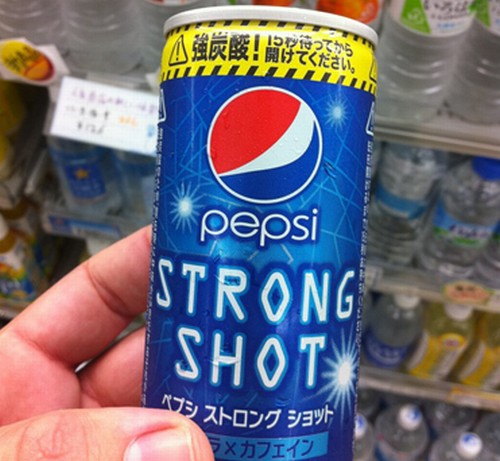 強炭酸!
15秒待ってから
開けてください。
pepsi
STRONG
SHOT
ペプシ ストロング ショット
ラ×カフェイン